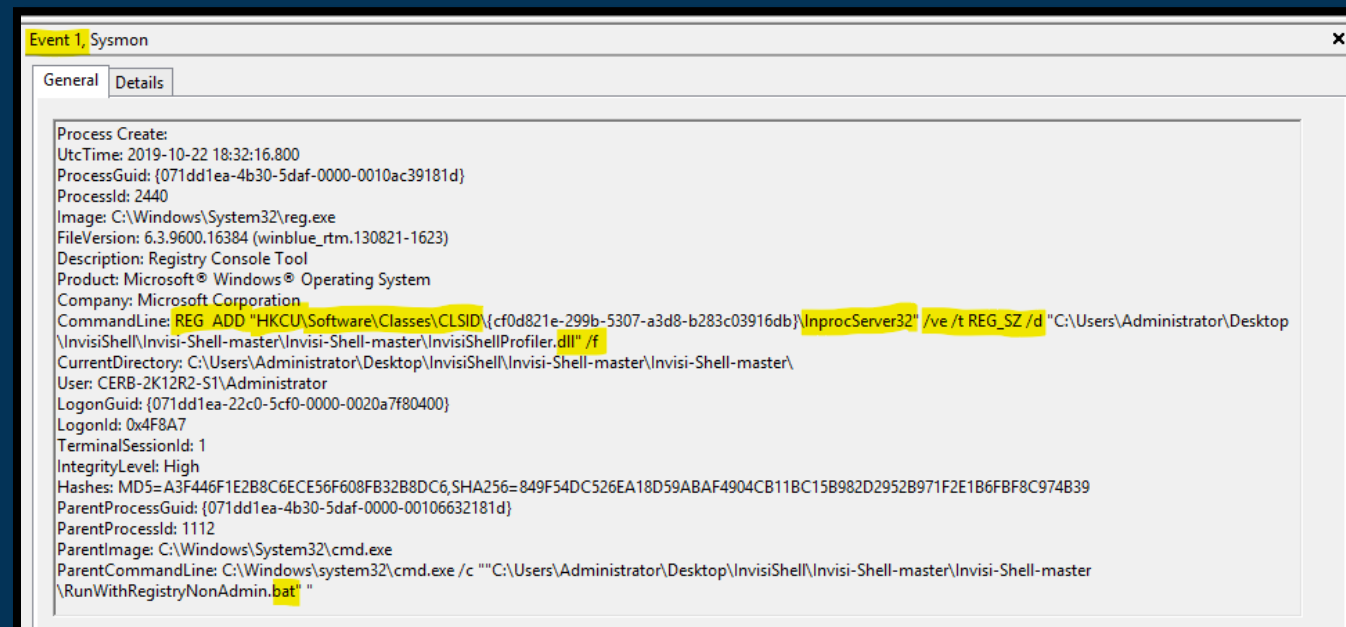 Event 1, Sysmon
General Details
Process Create:
UtcTime: 2019-10-22 18:32:16.800
ProcessGuid: {071dd1ea-4b30-5daf-0000-0010ac39181d}
ProcessId: 2440
Image: C:\Windows\System32\reg.exe
FileVersion: 6.3.9600.16384 (winblue_rtm.130821-1623)
Description: Registry Console Tool
Product: Microsoft® Windows® Operating System
Company: Microsoft Corporation
CommandLine: REG ADD "HKCU\Software\Classes\CLSID\{cf0d821e-299b-5307-a3d8-b283c03916db}\InprocServer32" /ve /t REG_SZ /d "C:\Users\Administrator\Desktop
\InvisiShell\Invisi-Shell-master\Invisi-Shell-master\InvisiShellProfiler.dll" /f
CurrentDirectory: C:\Users\Administrator\Desktop\InvisiShell\Invisi-Shell-master\Invisi-Shell-master\
User: CERB-2K12R2-S1\Administrator
LogonGuid: {071dd1ea-22c0-5cf0-0000-0020a7f80400}
LogonId: 0x4F8A7
TerminalSessionId: 1
IntegrityLevel: High
Hashes: MD5=A3F446F1E2B8C6ECE56F608FB32B8DC6,SHA256=849F54DC526EA18D59ABAF4904CB11BC15B982D2952B971F2E1B6FBF8C974B39
ParentProcessGuid: {071dd1ea-4b30-5daf-0000-00106632181d}
ParentProcessId: 1112
ParentImage: C:\Windows\System32\cmd.exe
ParentCommandLine: C:\Windows\system32\cmd.exe /c ""C:\Users\Administrator\Desktop\InvisiShell\Invisi-Shell-master\Invisi-Shell-master
\RunWithRegistryNonAdmin.bat" "